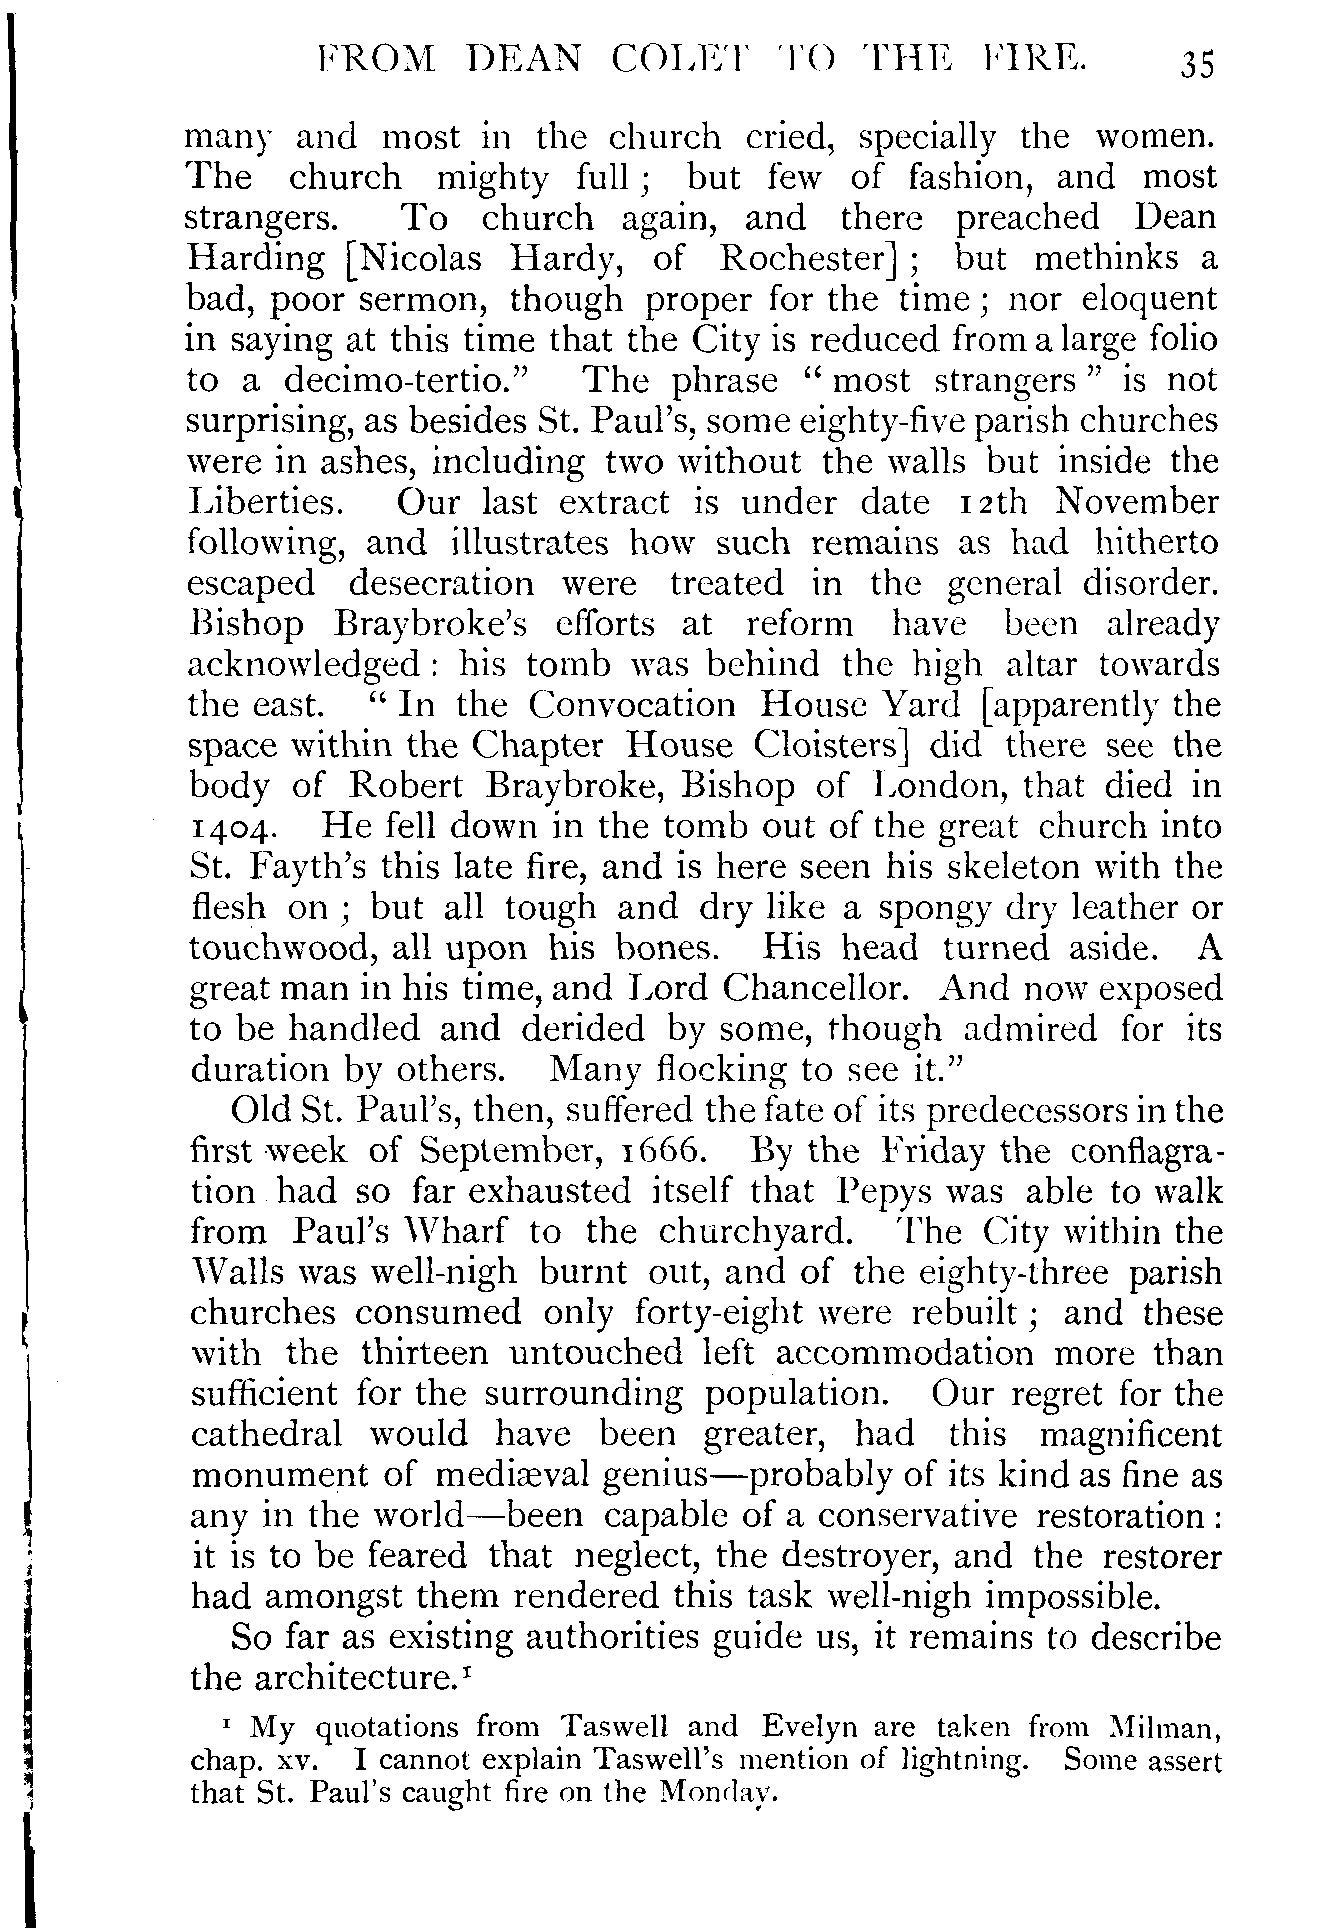 FROM DEAN COLET TO THE FIRE. 35
many and most in the church cried, specially the women.
The church mighty full ; but few of fashion, and most
strangers. To church again, and there preached Dean
Harding [Nicolas Hardy, of Rochester] ; but methinks a
bad, poor sermon, though proper for the time ; nor eloquent
in saying at this time that the City is reduced from a large folio
to a decimo-tertio.” The phrase “ most strangers ” is not
surprising, as besides St. Paul’s, some eighty-five parish churches
were in ashes, including two without the walls but inside the
Liberties. Our last extract is under date 12th November
following, and illustrates how such remains as had hitherto
escaped desecration were treated in the general disorder.
Bishop Braybroke’s efforts at reform have been already
acknowledged : his tomb was behind the high altar towards
the east. “ In the Convocation House Yard [apparently the
space within the Chapter House Cloisters] did there see the
body of Robert Braybroke, Bishop of London, that died in
1404. He fell down in the tomb out of the great church into
St. Fayth’s this late fire, and is here seen his skeleton with the
flesh on ; but all tough and dry like a spongy dry leather or
touchwood, all upon his bones. His head turned aside. A
great man in his time, and Lord Chancellor. And now exposed
to be handled and derided by some, though admired for its
duration by others. Many flocking to see it.”
Old St. Paul’s, then, suffered the fate of its predecessors in the
first week of September, 1666. By the Friday the conflagra-
tion had so far exhausted itself that Pepys was able to walk
from Paul’s Wharf to the churchyard. The City within the
Walls was well-nigh burnt out, and of the eighty-three parish
churches consumed only forty-eight were rebuilt ; and these
with the thirteen untouched left accommodation more than
sufficient for the surrounding population. Our regret for the
cathedral would have been greater, had this magnificent
monument of mediæval genius—probably of its kind as fine as
any in the world—been capable of a conservative restoration :
it is to be feared that neglect, the destroyer, and the restorer
had amongst them rendered this task well-nigh impossible.
So far as existing authorities guide us, it remains to describe
the architecture.¹
¹ My quotations from Taswell and Evelyn are taken from Milman,
chap. xv. I cannot explain Taswell’s mention of lightning. Some assert
that St. Paul’s caught fire on the Monday.